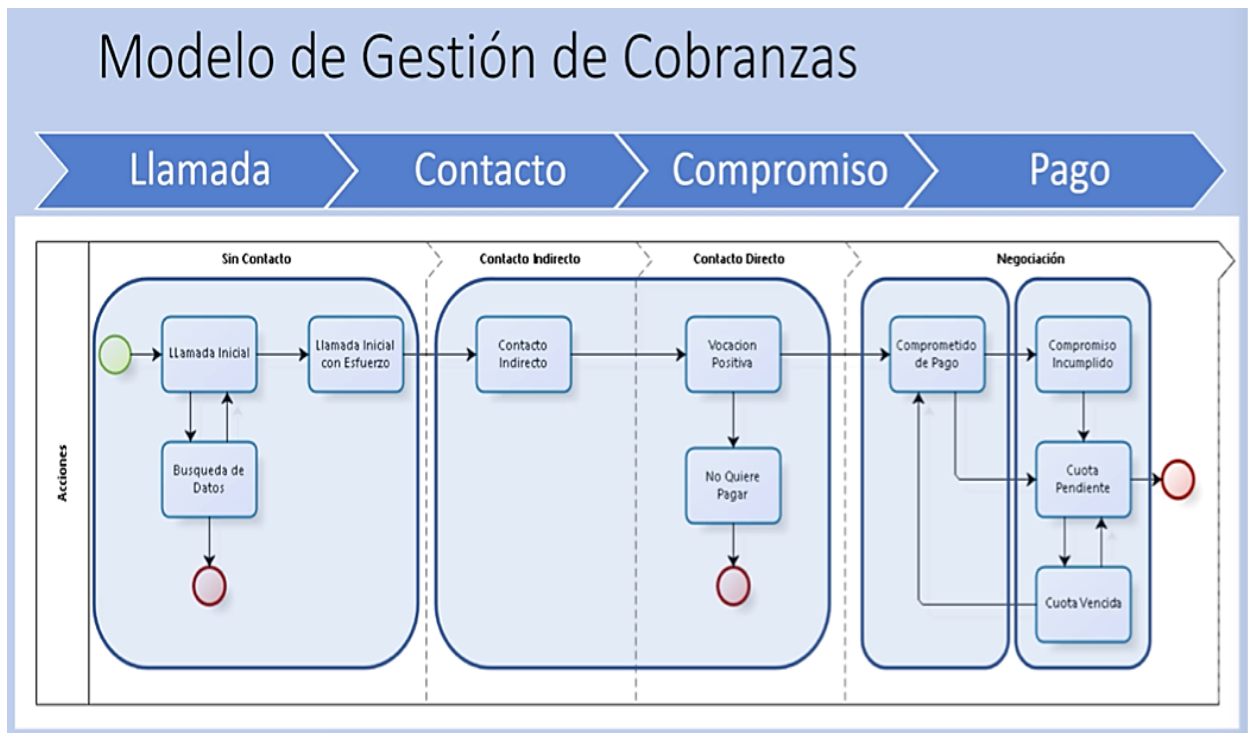 Modelo de Gestión de Cobranzas
Llamada
Contacto
Compromiso
Pago
Acciones
Sin Contacto
Contacto Indirecto
Contacto Directo
Negociación
LLamada Inicial
Llamada Inicial
con Esfuerzo
Contacto
Indirecto
Vocacion
Positiva
Comprometido
de Pago
Compromiso
Incumplido
Busqueda de
Datos
No Quiere
Pagar
Cuota
Pendiente
Cuota Vencida